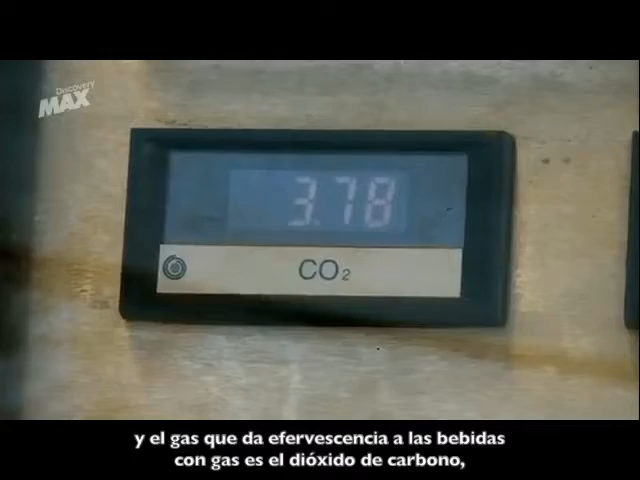 Discovery
MAX
3.78
CO₂
y el gas que da efervescencia a las bebidas
con gas es el dióxido de carbono,